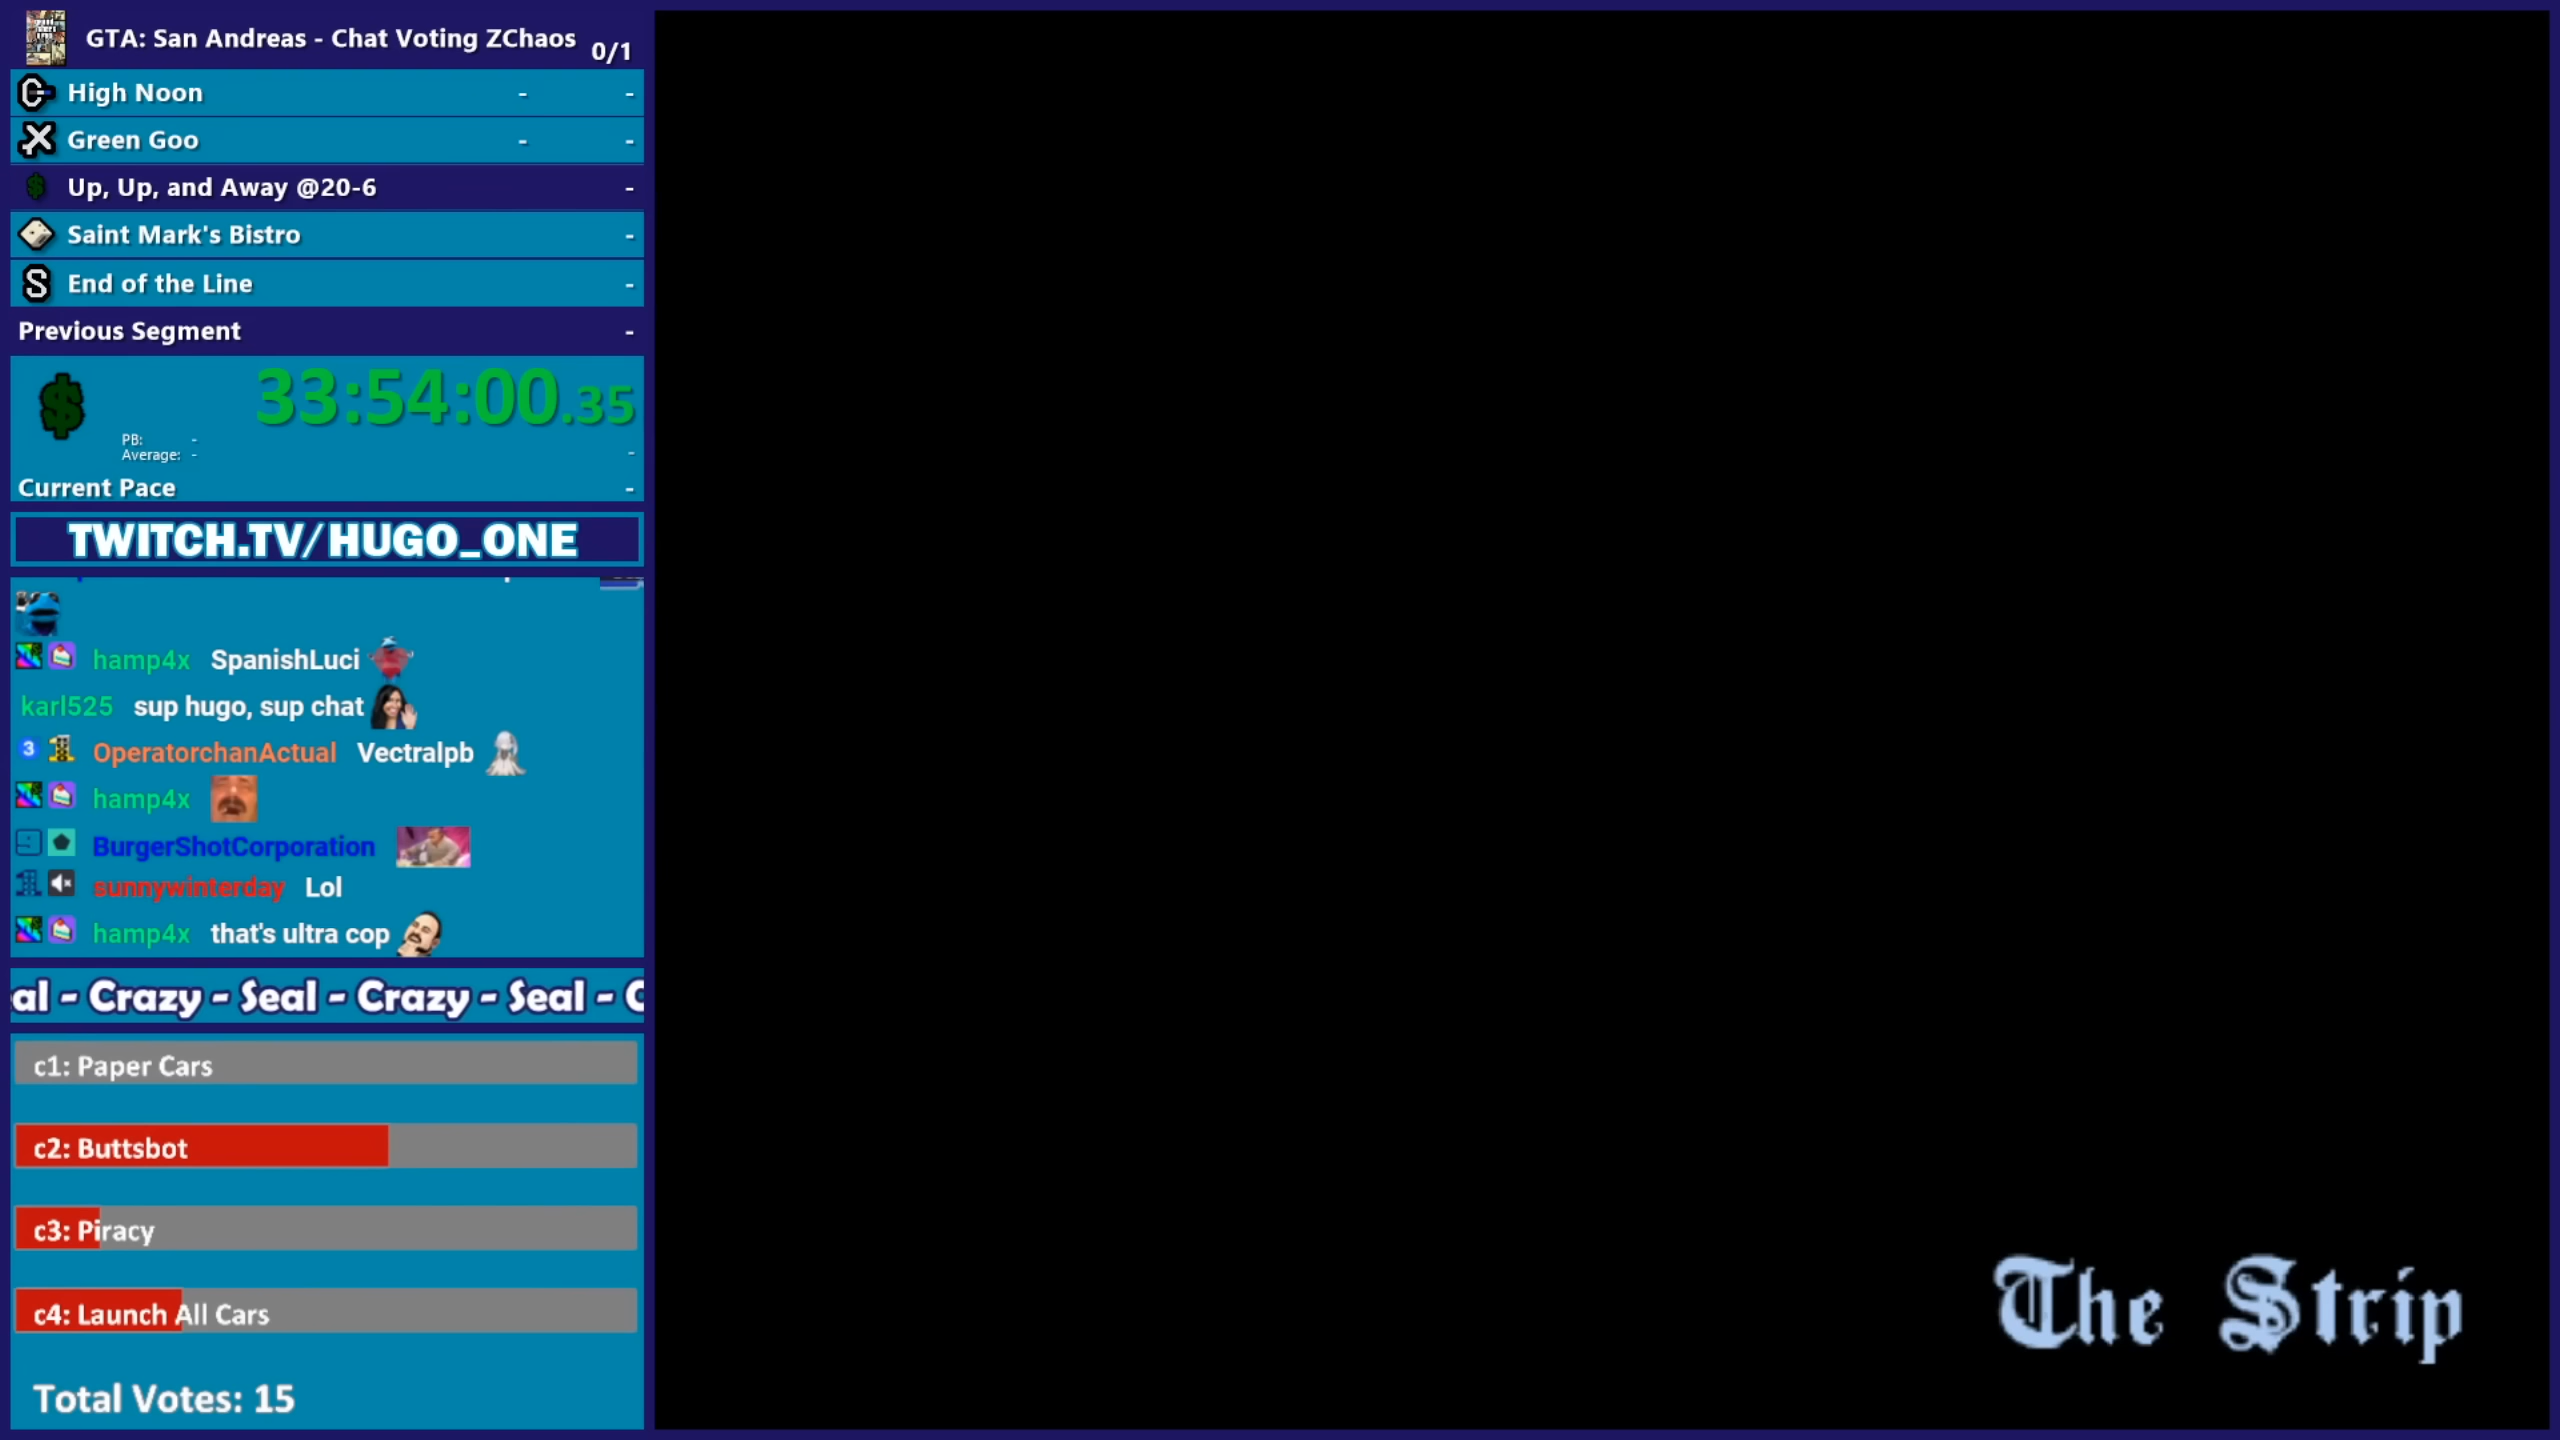 GTA: San Andreas - Chat Voting ZChaos 0/1
High Noon - -
Green Goo - -
Up, Up, and Away @20-6 -
Saint Mark's Bistro -
End of the Line -
Previous Segment -
33:54:00.35
PB: -
Average: - -
Current Pace -
TWITCH.TV/HUGO_ONE
hamp4x SpanishLuci
karl525 sup hugo, sup chat
3 OperatorchanActual Vectralpb
hamp4x
BurgerShotCorporation
sunnywinterday Lol
hamp4x that's ultra cop
al - Crazy - Seal - Crazy - Seal - C
c1: Paper Cars
c2: Buttsbot
c3: Piracy
c4: Launch All Cars
Total Votes: 15
The Strip